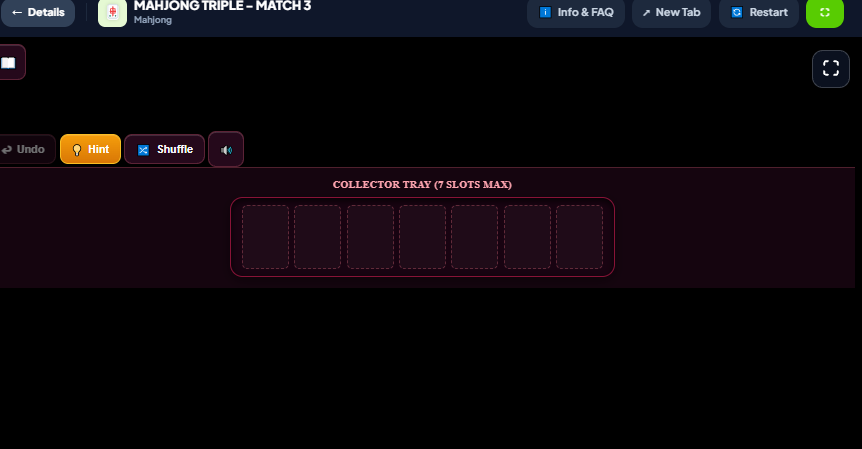 ← Details
MAHJONG TRIPLE – MATCH 3
Mahjong
Info & FAQ
↗ New Tab
Restart
Undo
Hint
Shuffle
COLLECTOR TRAY (7 SLOTS MAX)